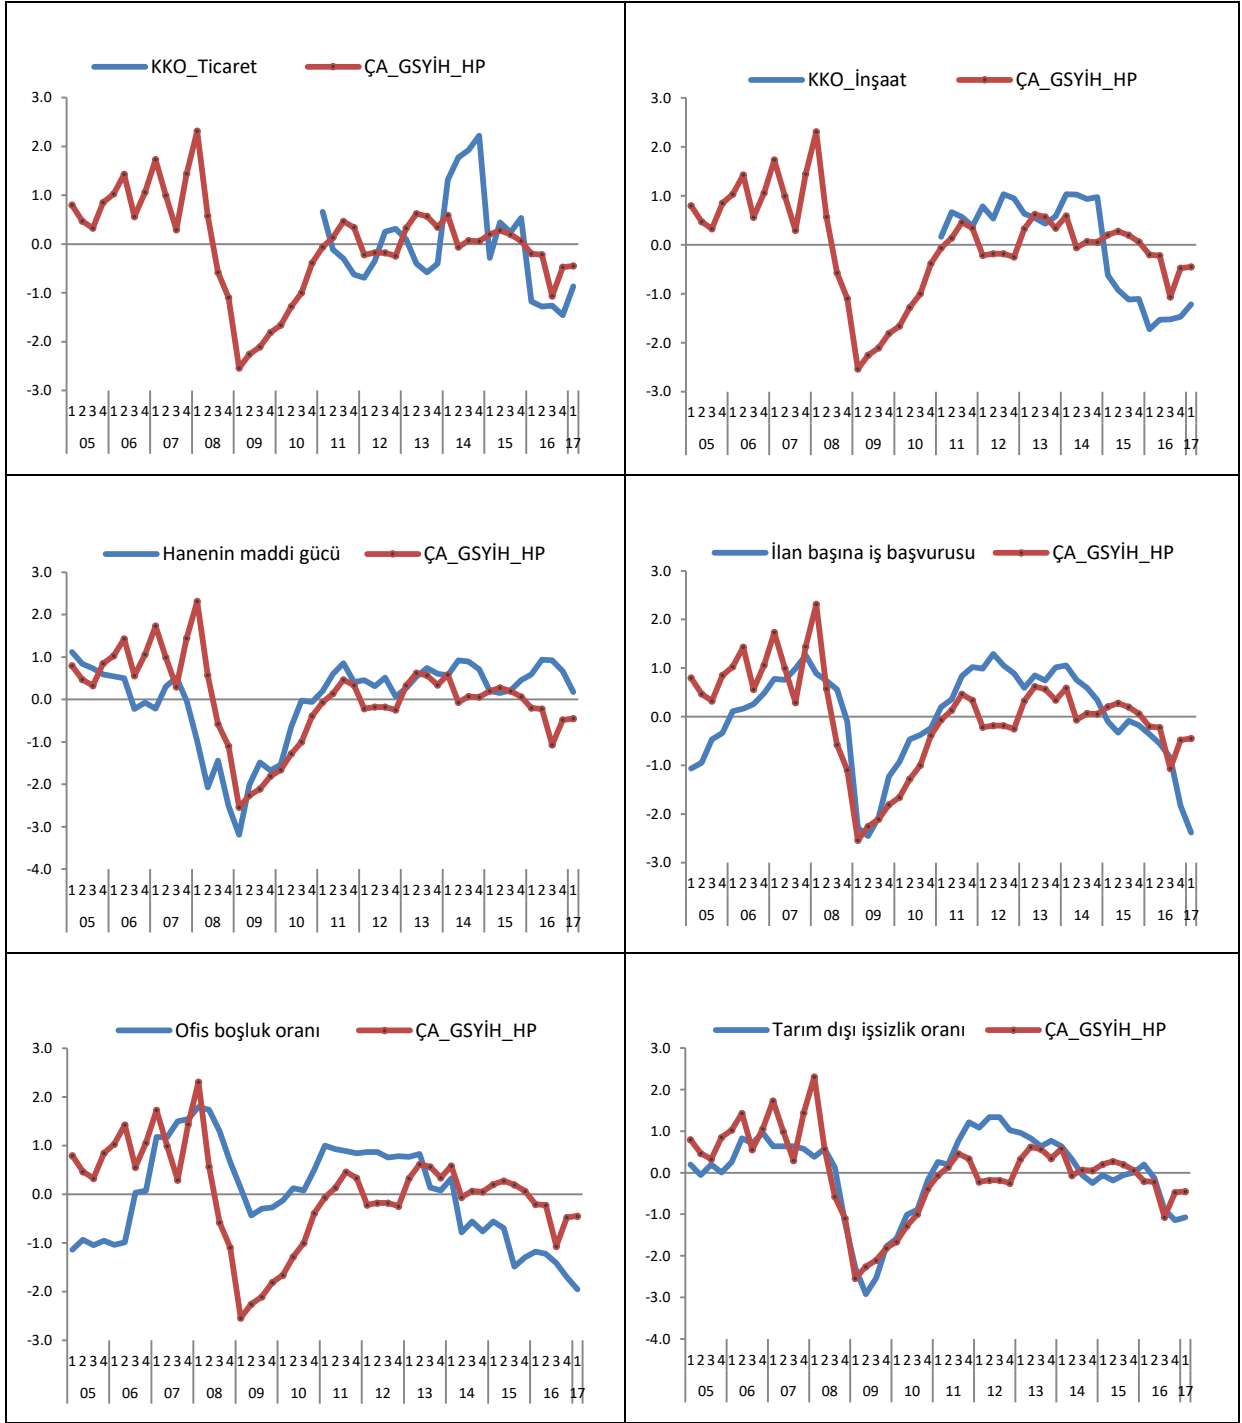 KKO_Ticaret ÇA_GSYİH_HP
3.0
2.0
1.0
0.0
-1.0
-2.0
-3.0
1 2 3 4 1 2 3 4 1 2 3 4 1 2 3 4 1 2 3 4 1 2 3 4 1 2 3 4 1 2 3 4 1 2 3 4 1 2 3 4 1 2 3 4 1 2 3 4 1
05 06 07 08 09 10 11 12 13 14 15 16 17
KKO_İnşaat ÇA_GSYİH_HP
3.0
2.0
1.0
0.0
-1.0
-2.0
-3.0
1 2 3 4 1 2 3 4 1 2 3 4 1 2 3 4 1 2 3 4 1 2 3 4 1 2 3 4 1 2 3 4 1 2 3 4 1 2 3 4 1 2 3 4 1 2 3 4 1
05 06 07 08 09 10 11 12 13 14 15 16 17
Hanenin maddi gücü ÇA_GSYİH_HP
3.0
2.0
1.0
0.0
-1.0
-2.0
-3.0
-4.0
1 2 3 4 1 2 3 4 1 2 3 4 1 2 3 4 1 2 3 4 1 2 3 4 1 2 3 4 1 2 3 4 1 2 3 4 1 2 3 4 1 2 3 4 1 2 3 4 1
05 06 07 08 09 10 11 12 13 14 15 16 17
İlan başına iş başvurusu ÇA_GSYİH_HP
3.0
2.0
1.0
0.0
-1.0
-2.0
-3.0
1 2 3 4 1 2 3 4 1 2 3 4 1 2 3 4 1 2 3 4 1 2 3 4 1 2 3 4 1 2 3 4 1 2 3 4 1 2 3 4 1 2 3 4 1 2 3 4 1
05 06 07 08 09 10 11 12 13 14 15 16 17
Ofis boşluk oranı ÇA_GSYİH_HP
3.0
2.0
1.0
0.0
-1.0
-2.0
-3.0
1 2 3 4 1 2 3 4 1 2 3 4 1 2 3 4 1 2 3 4 1 2 3 4 1 2 3 4 1 2 3 4 1 2 3 4 1 2 3 4 1 2 3 4 1 2 3 4 1
05 06 07 08 09 10 11 12 13 14 15 16 17
Tarım dışı işsizlik oranı ÇA_GSYİH_HP
3.0
2.0
1.0
0.0
-1.0
-2.0
-3.0
-4.0
1 2 3 4 1 2 3 4 1 2 3 4 1 2 3 4 1 2 3 4 1 2 3 4 1 2 3 4 1 2 3 4 1 2 3 4 1 2 3 4 1 2 3 4 1 2 3 4 1
05 06 07 08 09 10 11 12 13 14 15 16 17